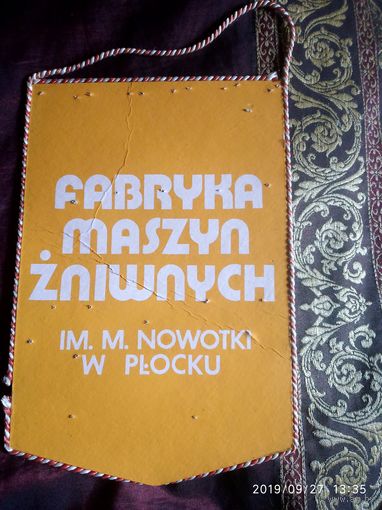 FABRYKA
MASZYN
ŻNIWNYCH
IM. M. NOWOTKI
W PŁOCKU
2019/09/27 13:35